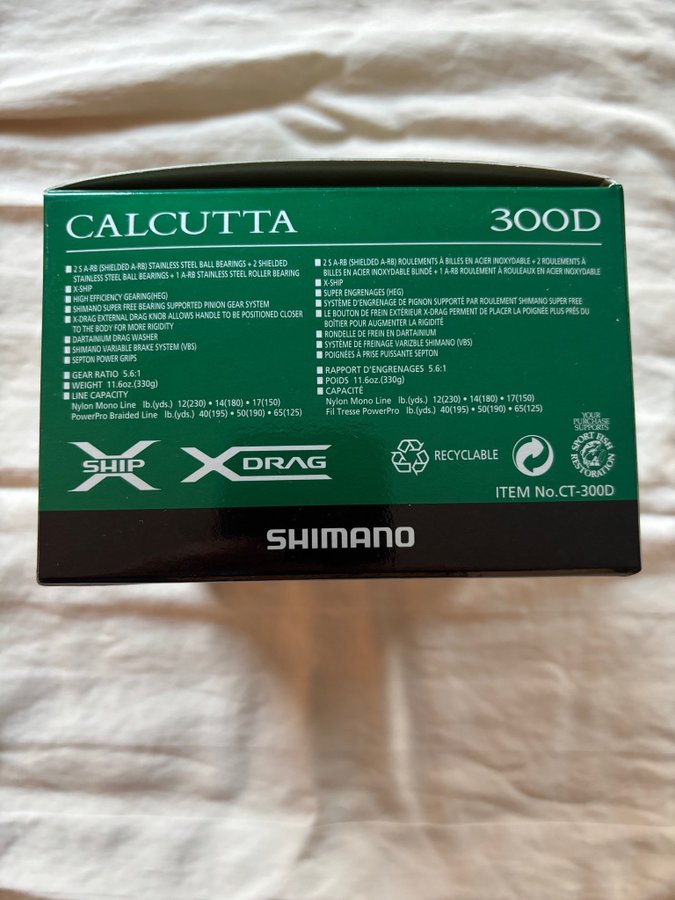 CALCUTTA 300D
2 S A-RB (SHIELDED A-RB) STAINLESS STEEL BALL BEARINGS + 2 SHIELDED
STAINLESS STEEL BALL BEARINGS + 1 A-RB STAINLESS STEEL ROLLER BEARING
X-SHIP
HIGH EFFICIENCY GEARING(HEG)
SHIMANO SUPER FREE BEARING SUPPORTED PINION GEAR SYSTEM
X-DRAG EXTERNAL DRAG KNOB ALLOWS HANDLE TO BE POSITIONED CLOSER
TO THE BODY FOR MORE RIGIDITY
DARTAINIUM DRAG WASHER
SHIMANO VARIABLE BRAKE SYSTEM (VBS)
SEPTON POWER GRIPS
GEAR RATIO 5.6:1
WEIGHT 11.6oz.(330g)
LINE CAPACITY
Nylon Mono Line lb.(yds.) 12(230) • 14(180) • 17(150)
PowerPro Braided Line lb.(yds.) 40(195) • 50(190) • 65(125)
2 S A-RB (SHIELDED A-RB) ROULEMENTS À BILLES EN ACIER INOXYDABLE + 2 ROULEMENTS À
BILLES EN ACIER INOXYDABLE BLINDÉ + 1 A-RB ROULEMENT À ROULEAUX EN ACIER INOXYDABLE
X-SHIP
SUPER ENGRENAGES (HEG)
SYSTÈME D'ENGRENAGE DE PIGNON SUPPORTÉ PAR ROULEMENT SHIMANO SUPER FREE
LE BOUTON DE FREIN EXTÉRIEUR X-DRAG PERMENT DE PLACER LA POIGNÉE PLUS PRÈS DU
BOÎTIER POUR AUGMENTER LA RIGIDITÉ
RONDELLE DE FREIN EN DARTAINIUM
SYSTÈME DE FREINAGE VARIZBLE SHIMANO (VBS)
POIGNÉES À PRISE PUISSANTE SEPTON
RAPPORT D'ENGRENAGES 5.6:1
POIDS 11.6oz.(330g)
CAPACITÉ
Nylon Mono Line lb.(yds.) 12(230) • 14(180) • 17(150)
Fil Tresse PowerPro lb.(yds.) 40(195) • 50(190) • 65(125)
X SHIP
X DRAG
RECYCLABLE
YOUR
PURCHASE
SUPPORTS
SPORT FISH
RESTORATION
ITEM No.CT-300D
SHIMANO